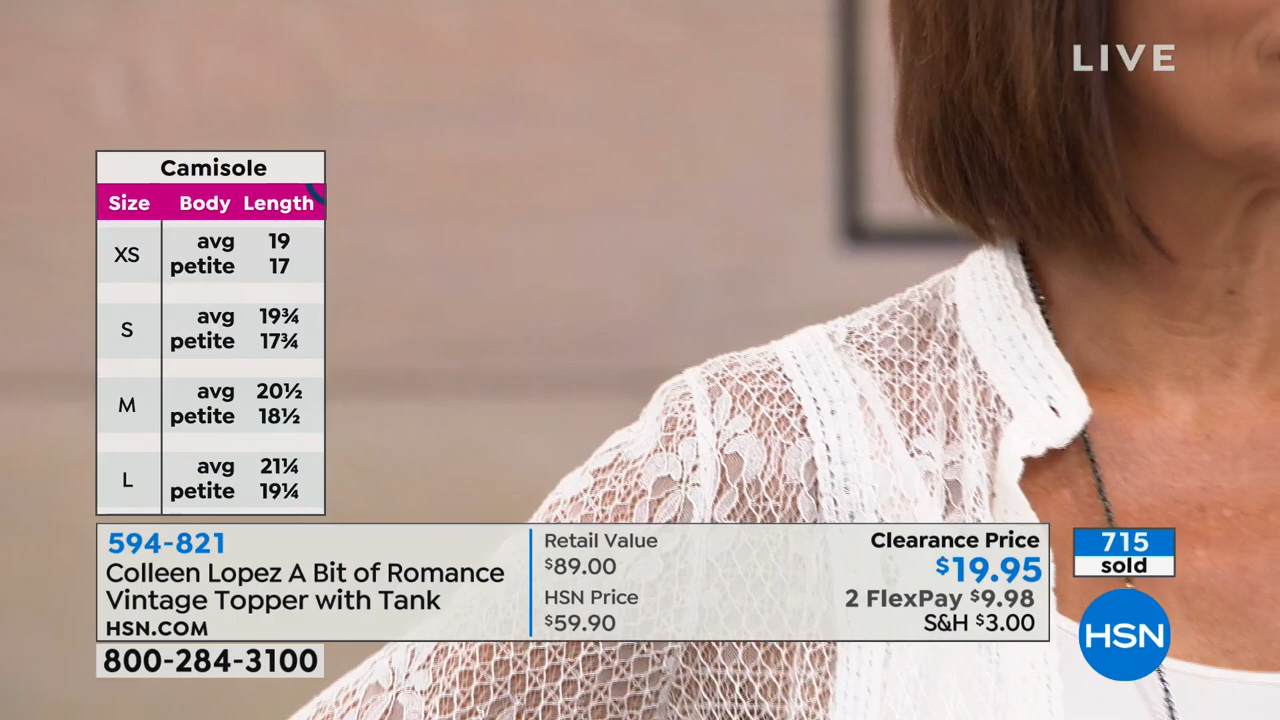 LIVE
Camisole
Size Body Length
XS avg 19
petite 17
S avg 19¾
petite 17¾
M avg 20½
petite 18½
L avg 21¼
petite 19¼
594-821
Colleen Lopez A Bit of Romance
Vintage Topper with Tank
HSN.COM
800-284-3100
Retail Value
$89.00
HSN Price
$59.90
Clearance Price
$19.95
2 FlexPay $9.98
S&H $3.00
715
sold
HSN